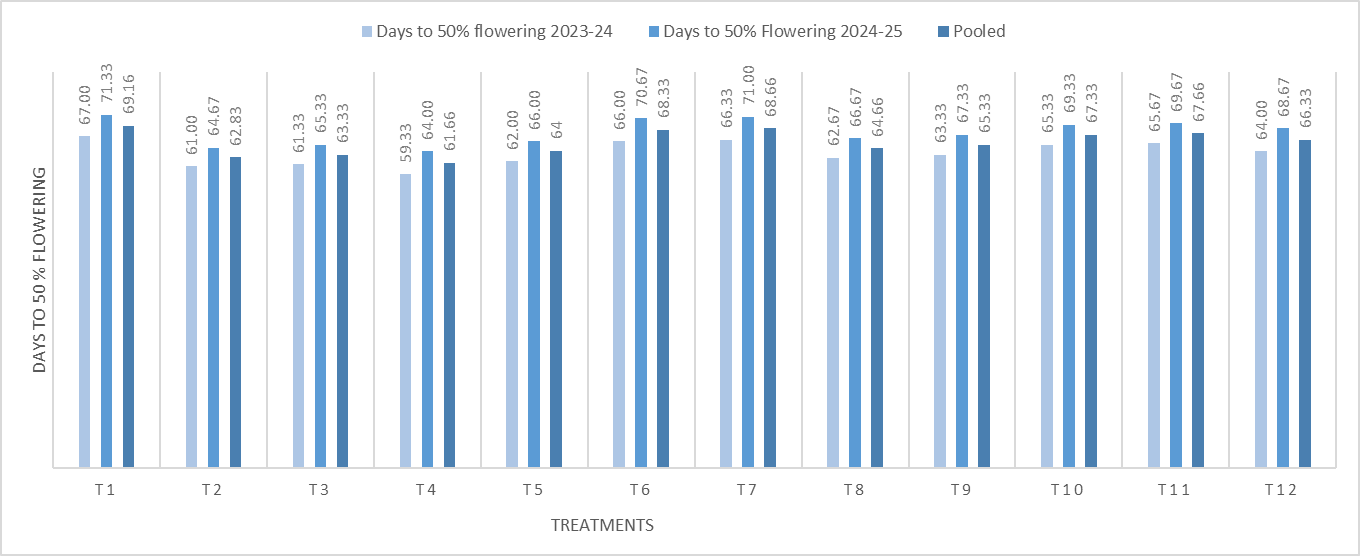 Days to 50% flowering 2023-24 Days to 50% Flowering 2024-25 Pooled
DAYS TO 50 % FLOWERING
67.00 71.33 69.16 61.00 64.67 62.83 61.33 65.33 63.33 59.33 64.00 61.66 62.00 66.00 64 66.00 70.67 68.33 66.33 71.00 68.66 62.67 66.67 64.66 63.33 67.33 65.33 65.33 69.33 67.33 65.67 69.67 67.66 64.00 68.67 66.33
T1 T2 T3 T4 T5 T6 T7 T8 T9 T10 T11 T12
TREATMENTS